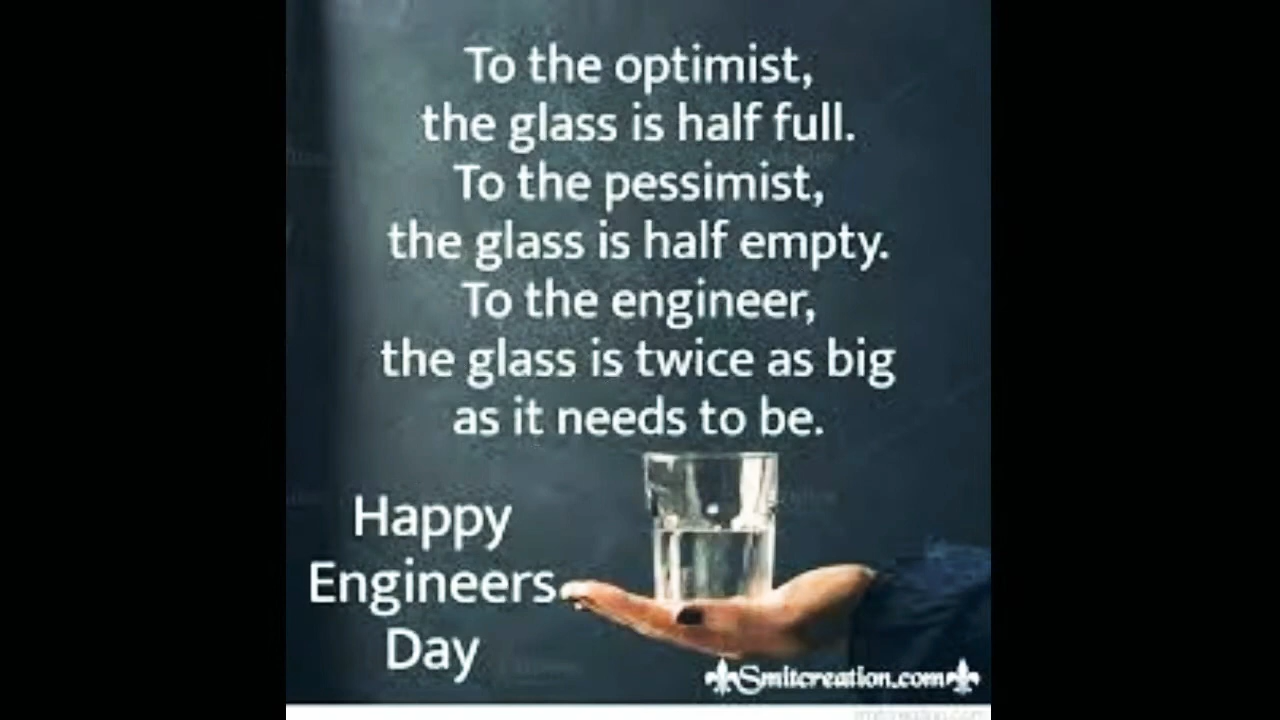 To the optimist,
the glass is half full.
To the pessimist,
the glass is half empty.
To the engineer,
the glass is twice as big
as it needs to be.
Happy
Engineers
Day
Smitcreation.com